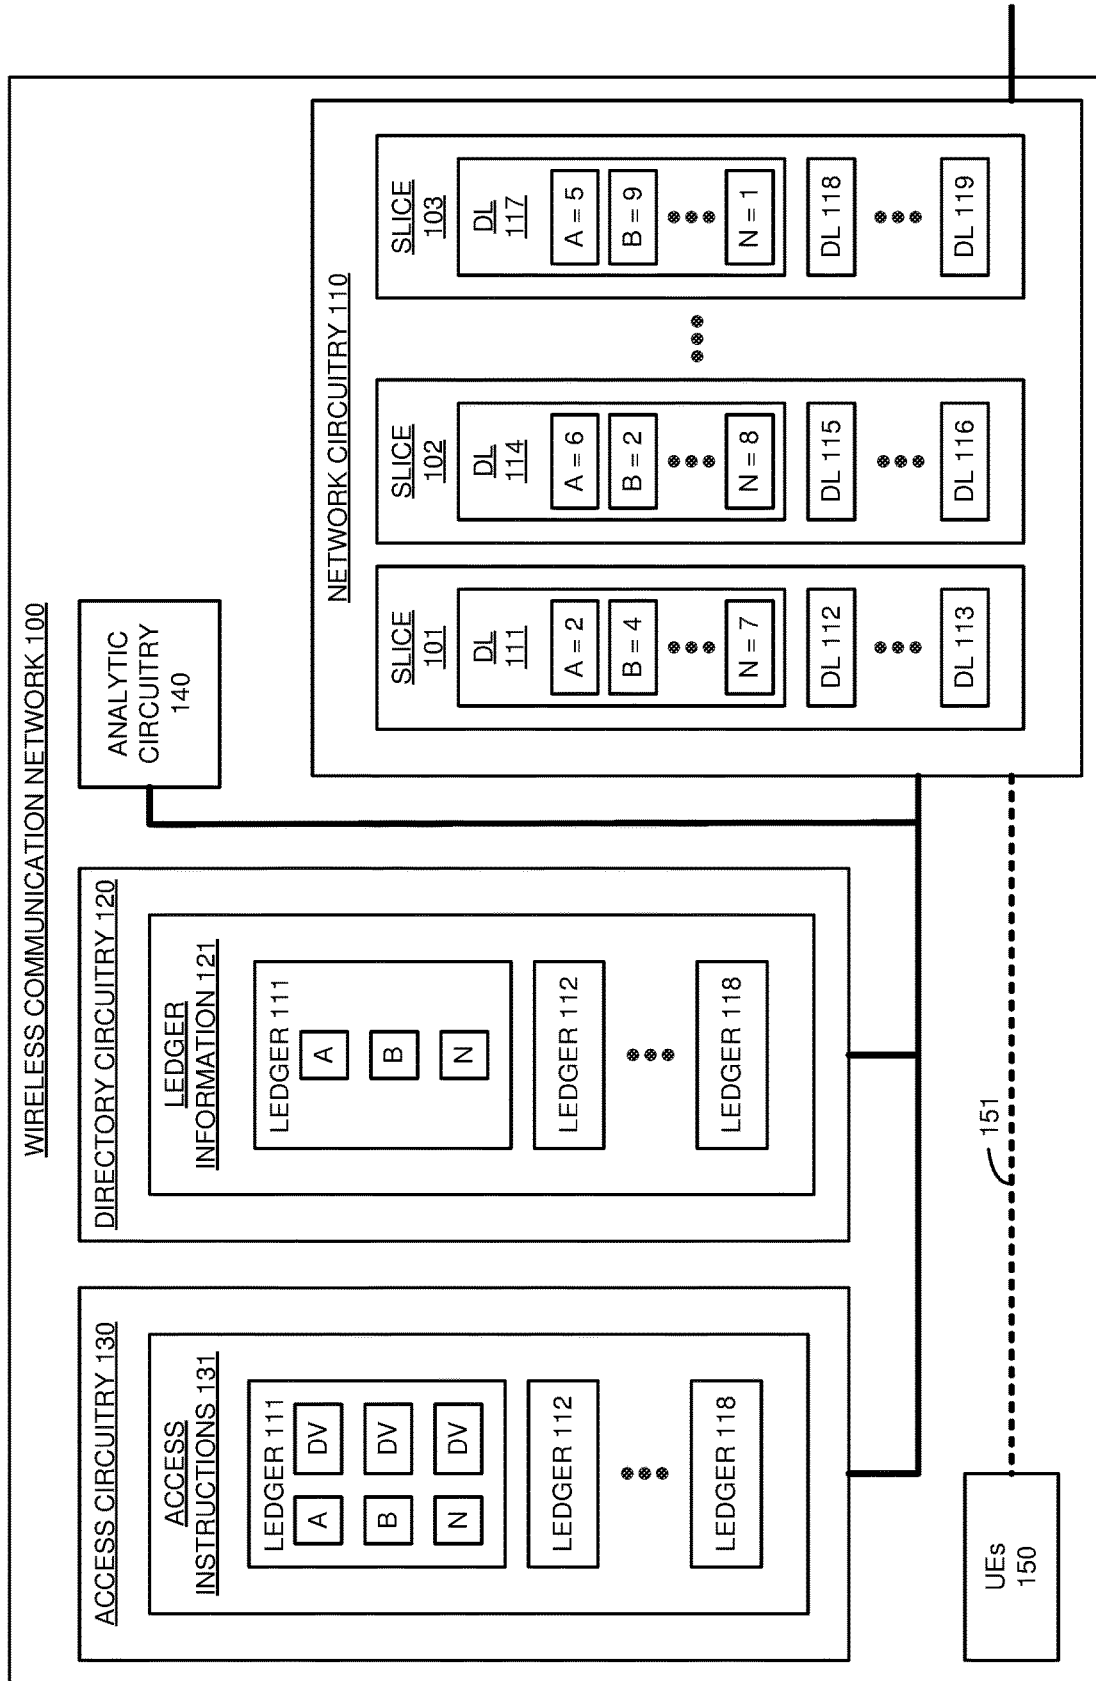 WIRELESS COMMUNICATION NETWORK 100
ACCESS CIRCUITRY 130
ACCESS
INSTRUCTIONS 131
LEDGER 111
A
DV
B
DV
N
DV
LEDGER 112
LEDGER 118
DIRECTORY CIRCUITRY 120
LEDGER
INFORMATION 121
LEDGER 111
A
B
N
LEDGER 112
LEDGER 118
ANALYTIC
CIRCUITRY
140
NETWORK CIRCUITRY 110
SLICE
101
DL
111
A = 2
B = 4
N = 7
DL 112
DL 113
SLICE
102
DL
114
A = 6
B = 2
N = 8
DL 115
DL 116
SLICE
103
DL
117
A = 5
B = 9
N = 1
DL 118
DL 119
UEs
150
151